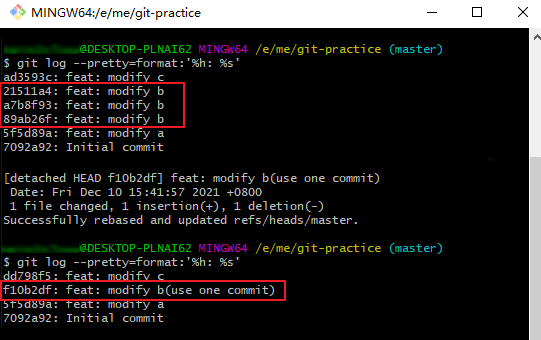 MINGW64:/e/me/git-practice
@DESKTOP-PLNAI62 MINGW64 /e/me/git-practice (master)
$ git log --pretty=format:'%h: %s'
ad3593c: feat: modify c
21511a4: feat: modify b
a7b8f93: feat: modify b
89ab26f: feat: modify b
5f5d89a: feat: modify a
7092a92: Initial commit
[detached HEAD f10b2df] feat: modify b(use one commit)
Date: Fri Dec 10 15:41:57 2021 +0800
1 file changed, 1 insertion(+), 1 deletion(-)
Successfully rebased and updated refs/heads/master.
@DESKTOP-PLNAI62 MINGW64 /e/me/git-practice (master)
$ git log --pretty=format:'%h: %s'
dd798f5: feat: modify c
f10b2df: feat: modify b(use one commit)
5f5d89a: feat: modify a
7092a92: Initial commit